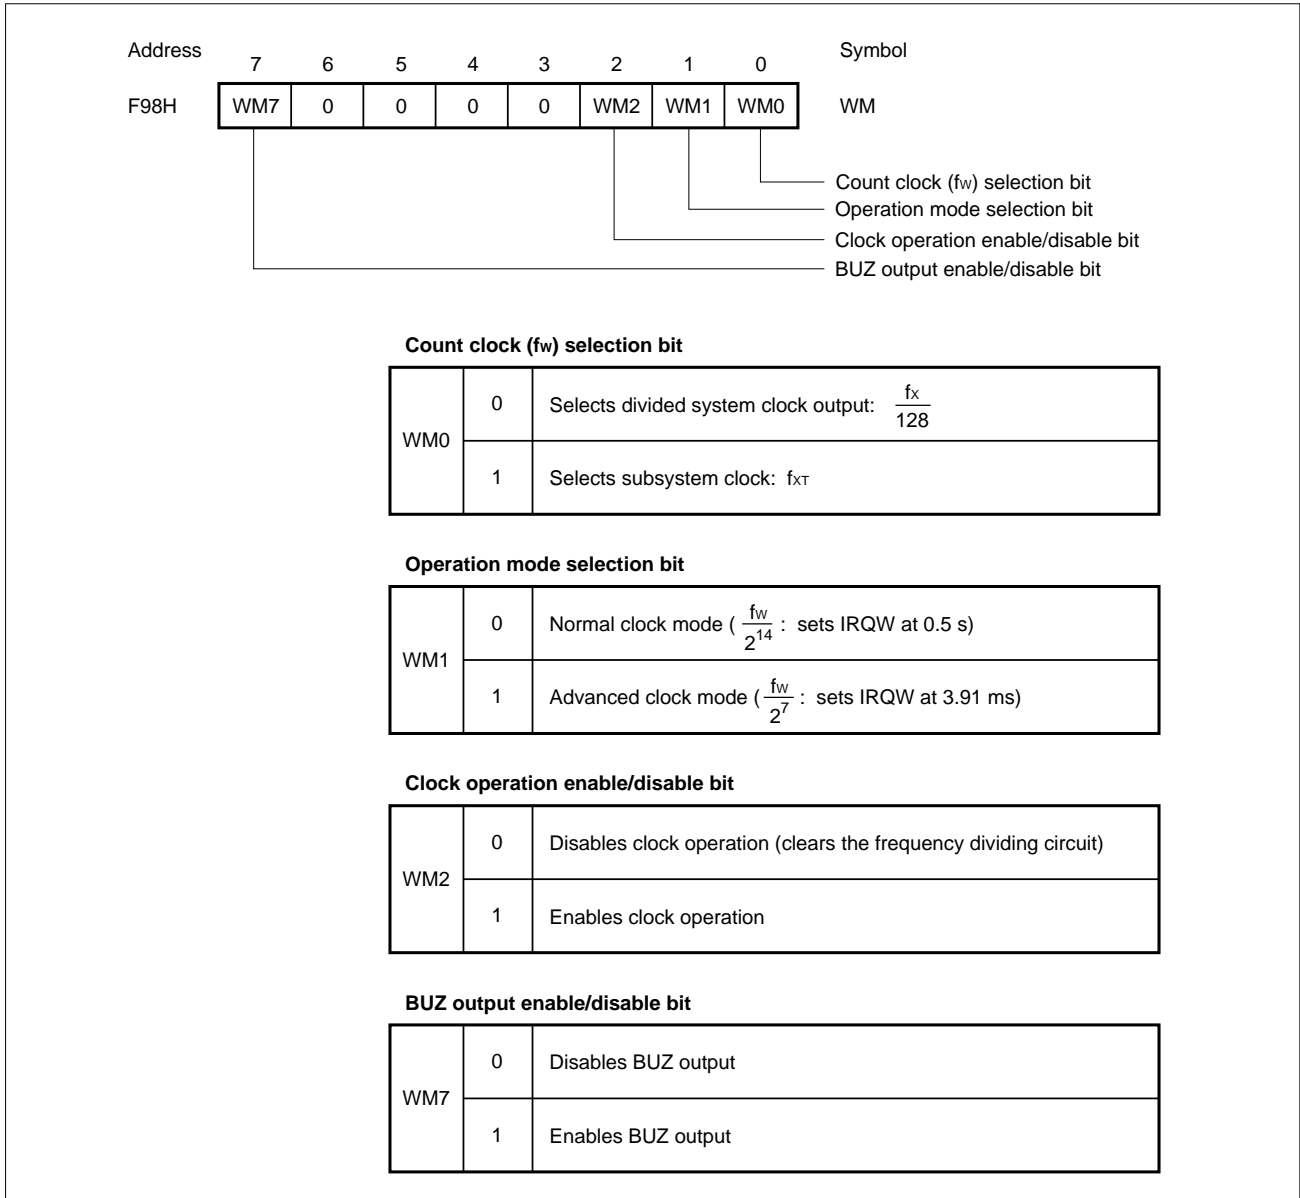 Address 7 6 5 4 3 2 1 0 Symbol
F98H WM7 0 0 0 0 WM2 WM1 WM0 WM
Count clock (fW) selection bit
Operation mode selection bit
Clock operation enable/disable bit
BUZ output enable/disable bit
Count clock (fW) selection bit
WM0
0 Selects divided system clock output: fX/128
1 Selects subsystem clock: fXT
Operation mode selection bit
WM1
0 Normal clock mode ( fW/2^14 : sets IRQW at 0.5 s)
1 Advanced clock mode ( fW/2^7 : sets IRQW at 3.91 ms)
Clock operation enable/disable bit
WM2
0 Disables clock operation (clears the frequency dividing circuit)
1 Enables clock operation
BUZ output enable/disable bit
WM7
0 Disables BUZ output
1 Enables BUZ output